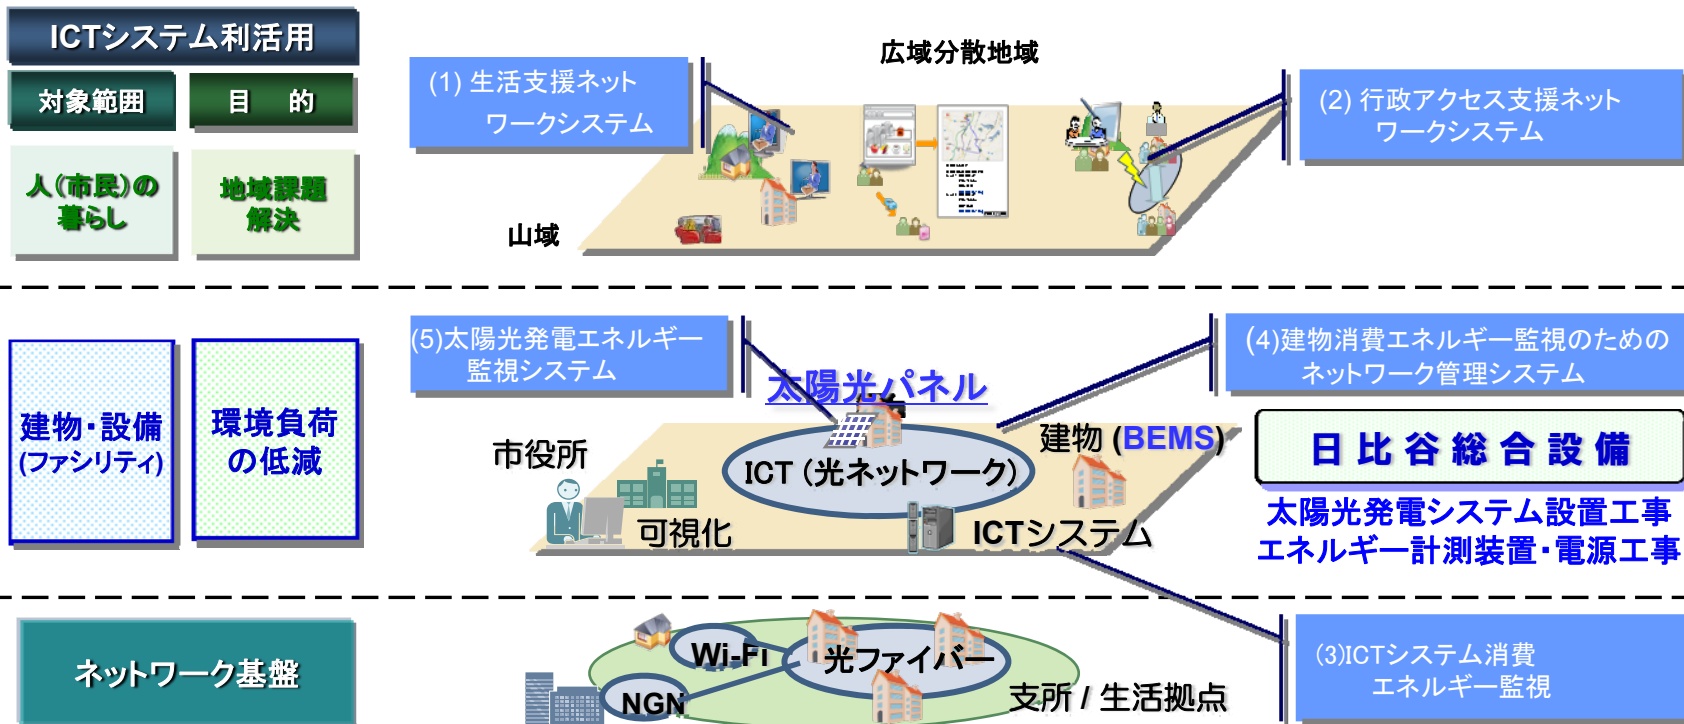 ICTシステム利活用
対象範囲
目 的
人(市民)の
暮らし
地域課題
解決
広域分散地域
(1) 生活支援ネット
ワークシステム
(2) 行政アクセス支援ネット
ワークシステム
山域
建物・設備
(ファシリティ)
環境負荷
の低減
(5)太陽光発電エネルギー
監視システム
(4)建物消費エネルギー監視のための
ネットワーク管理システム
太陽光パネル
市役所
ICT (光ネットワーク)
建物 (BEMS)
可視化
ICTシステム
日比谷総合設備
太陽光発電システム設置工事
エネルギー計測装置・電源工事
ネットワーク基盤
Wi-Fi
光ファイバー
NGN
支所 / 生活拠点
(3)ICTシステム消費
エネルギー監視